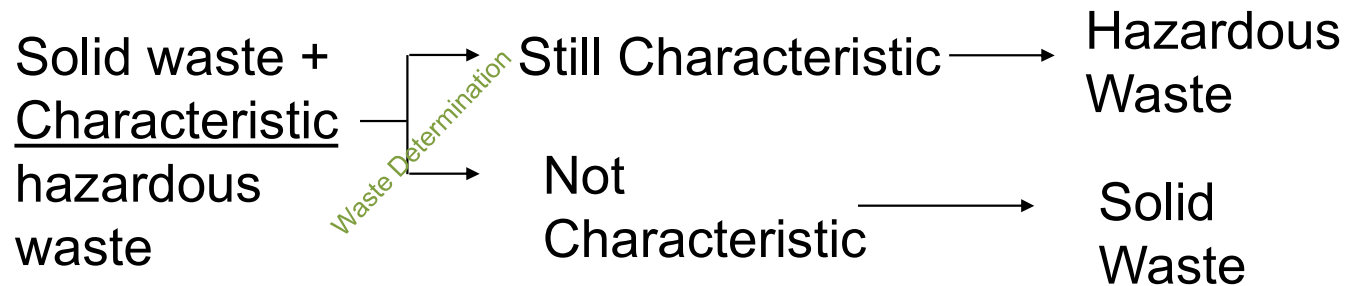 Solid waste +
Characteristic
hazardous
waste
Waste Determination
Still Characteristic
Hazardous
Waste
Not
Characteristic
Solid
Waste